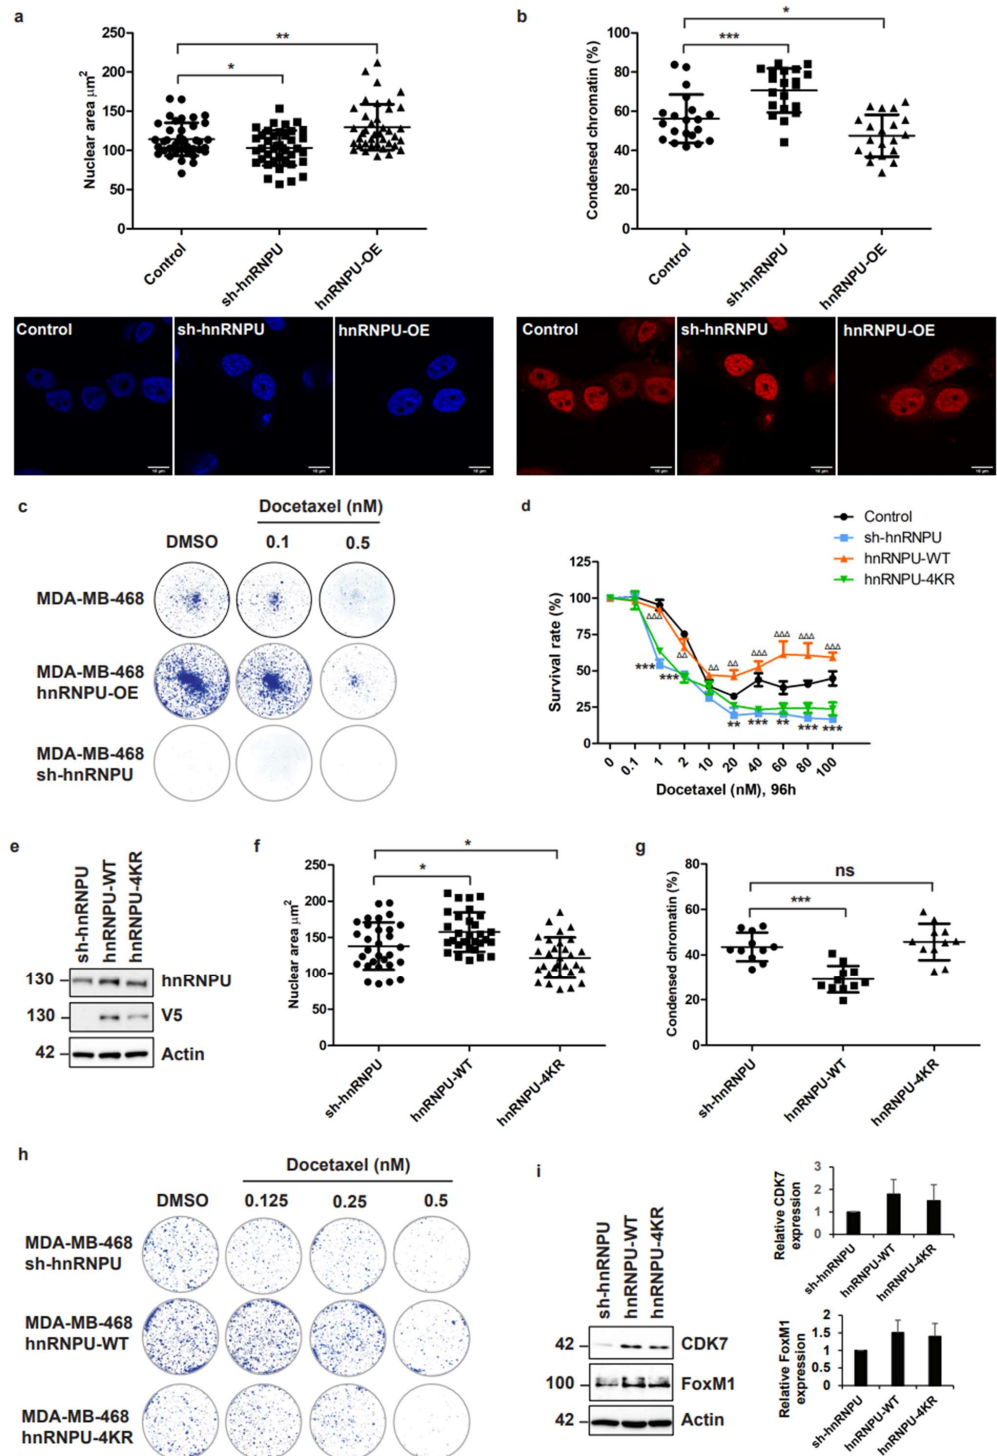 a
Nuclear area μm²
250
200
150
100
50
0
**
*
Control
sh-hnRNPU
hnRNPU-OE
b
Condensed chromatin (%)
100
80
60
40
20
0
*
***
Control
sh-hnRNPU
hnRNPU-OE
Control
sh-hnRNPU
hnRNPU-OE
Control
sh-hnRNPU
hnRNPU-OE
c
Docetaxel (nM)
DMSO 0.1 0.5
MDA-MB-468
MDA-MB-468
hnRNPU-OE
MDA-MB-468
sh-hnRNPU
d
Control
sh-hnRNPU
hnRNPU-WT
hnRNPU-4KR
Survival rate (%)
125
100
75
50
25
0
ΔΔΔ
ΔΔ
ΔΔ
ΔΔ
ΔΔΔ
ΔΔΔ
ΔΔΔ
ΔΔΔ
***
***
**
***
**
***
***
0 0.1 1 2 10 20 40 60 80 100
Docetaxel (nM), 96h
e
sh-hnRNPU
hnRNPU-WT
hnRNPU-4KR
130 hnRNPU
130 V5
42 Actin
f
Nuclear area μm²
250
200
150
100
50
0
*
*
sh-hnRNPU
hnRNPU-WT
hnRNPU-4KR
g
Condensed chromatin (%)
80
60
40
20
0
ns
***
sh-hnRNPU
hnRNPU-WT
hnRNPU-4KR
h
Docetaxel (nM)
DMSO 0.125 0.25 0.5
MDA-MB-468
sh-hnRNPU
MDA-MB-468
hnRNPU-WT
MDA-MB-468
hnRNPU-4KR
i
sh-hnRNPU
hnRNPU-WT
hnRNPU-4KR
42 CDK7
100 FoxM1
42 Actin
Relative CDK7
expression
3
2
1
0
sh-hnRNPU
hnRNPU-WT
hnRNPU-4KR
Relative FoxM1
expression
2
1.5
1
0.5
0
sh-hnRNPU
hnRNPU-WT
hnRNPU-4KR